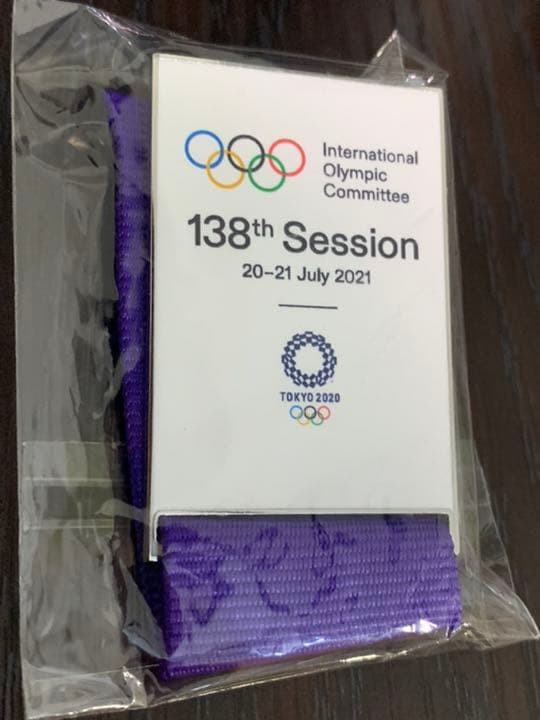 International
Olympic
Committee
138th Session
20–21 July 2021
TOKYO 2020